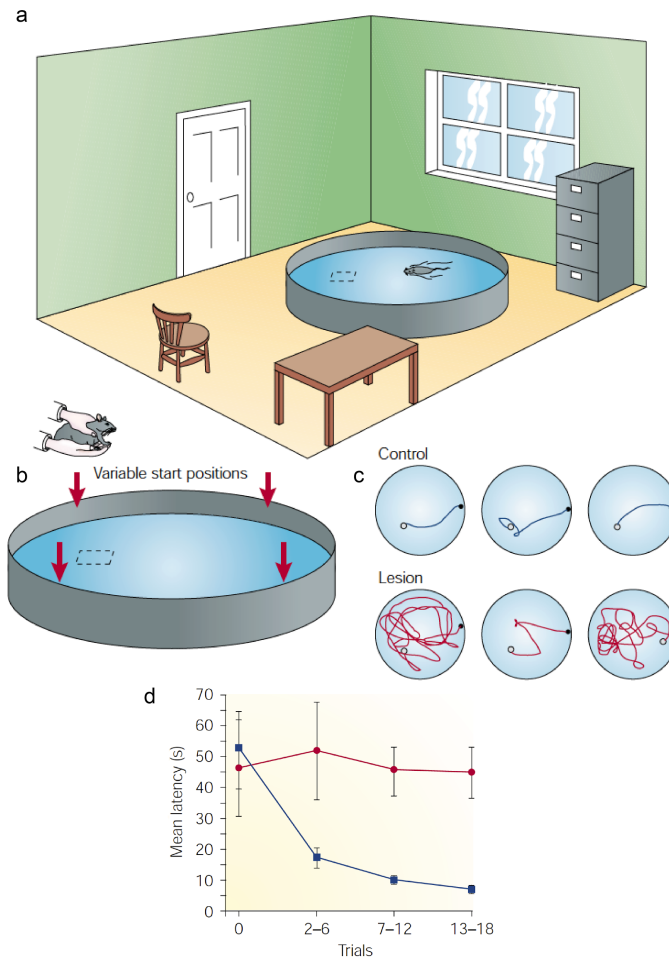 a
b
Variable start positions
c
Control
Lesion
d
70
60
50
40
30
20
10
0
Mean latency (s)
0
2–6
7–12
13–18
Trials